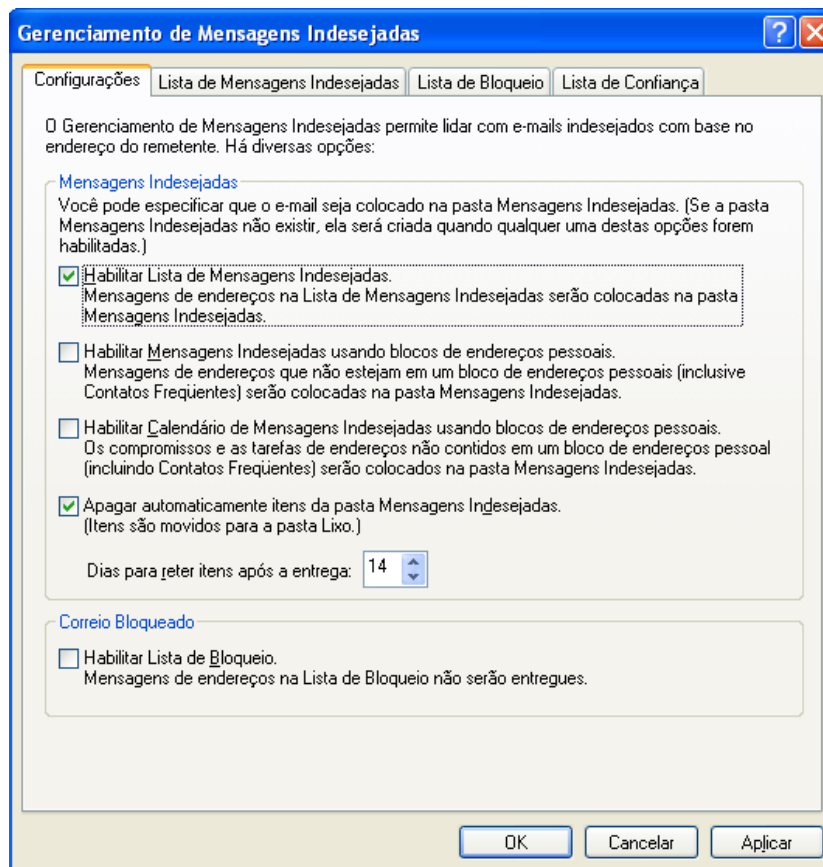 Gerenciamento de Mensagens Indesejadas
Configurações
Lista de Mensagens Indesejadas
Lista de Bloqueio
Lista de Confiança
O Gerenciamento de Mensagens Indesejadas permite lidar com e-mails indesejados com base no
endereço do remetente. Há diversas opções:
Mensagens Indesejadas
Você pode especificar que o e-mail seja colocado na pasta Mensagens Indesejadas. (Se a pasta
Mensagens Indesejadas não existir, ela será criada quando qualquer uma destas opções forem
habilitadas.)
Habilitar Lista de Mensagens Indesejadas.
Mensagens de endereços na Lista de Mensagens Indesejadas serão colocadas na pasta
Mensagens Indesejadas.
Habilitar Mensagens Indesejadas usando blocos de endereços pessoais.
Mensagens de endereços que não estejam em um bloco de endereços pessoais (inclusive
Contatos Freqüentes) serão colocadas na pasta Mensagens Indesejadas.
Habilitar Calendário de Mensagens Indesejadas usando blocos de endereços pessoais.
Os compromissos e as tarefas de endereços não contidos em um bloco de endereços pessoal
(incluindo Contatos Freqüentes) serão colocados na pasta Mensagens Indesejadas.
Apagar automaticamente itens da pasta Mensagens Indesejadas.
(Itens são movidos para a pasta Lixo.)
Dias para reter itens após a entrega: 14
Correio Bloqueado
Habilitar Lista de Bloqueio.
Mensagens de endereços na Lista de Bloqueio não serão entregues.
OK
Cancelar
Aplicar